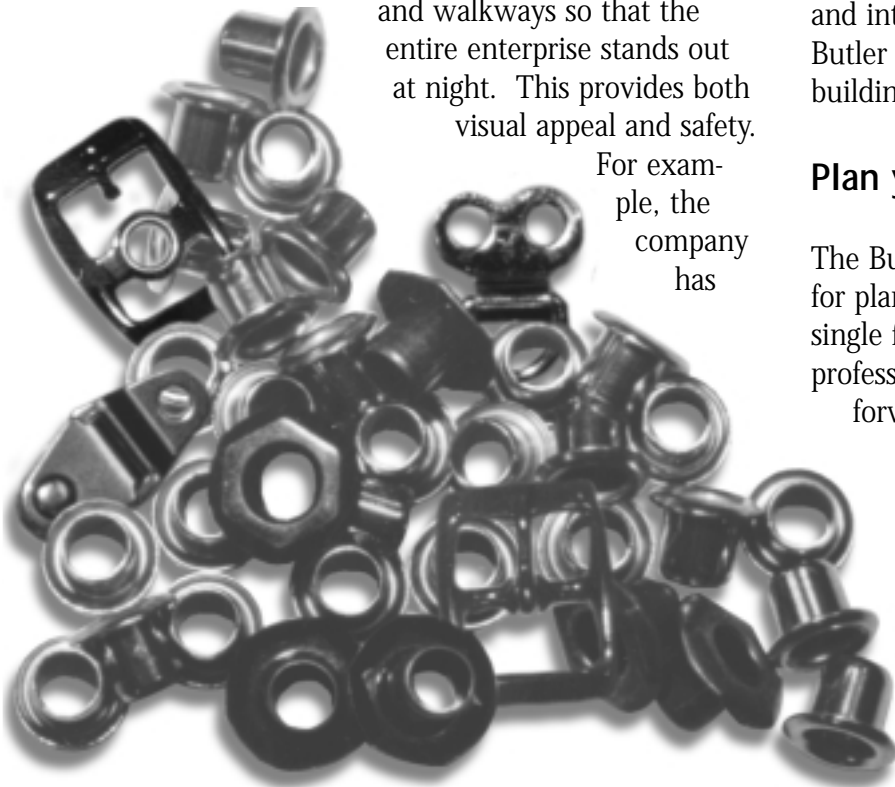 and walkways so that the
entire enterprise stands out
at night. This provides both
visual appeal and safety.
For exam-
ple, the
company
has
and int
Butler
buildin
Plan y
The Bu
for plan
single f
profess
forw